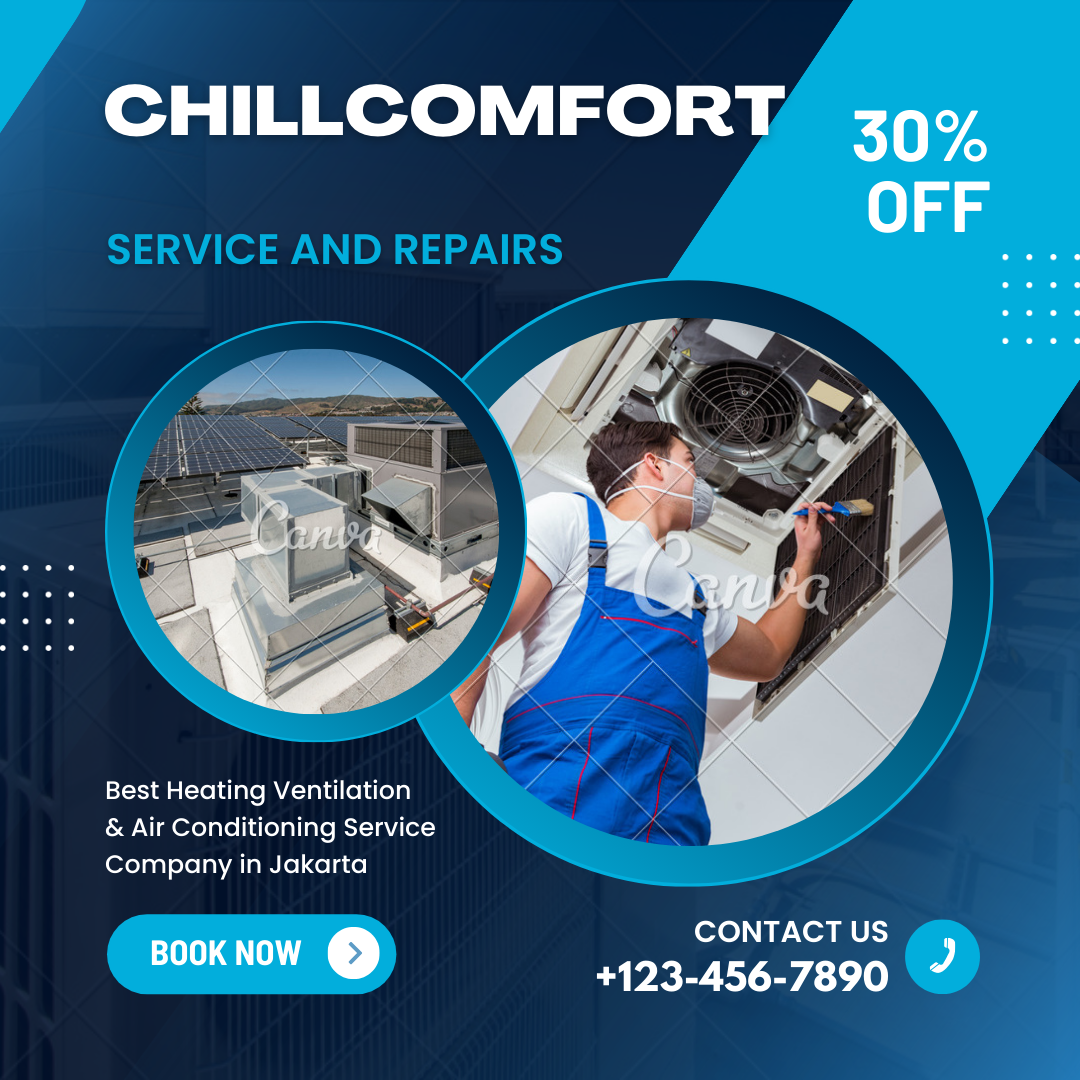 CHILLCOMFORT
30%
OFF
SERVICE AND REPAIRS
Canva
Canva
Best Heating Ventilation
& Air Conditioning Service
Company in Jakarta
BOOK NOW
CONTACT US
+123-456-7890